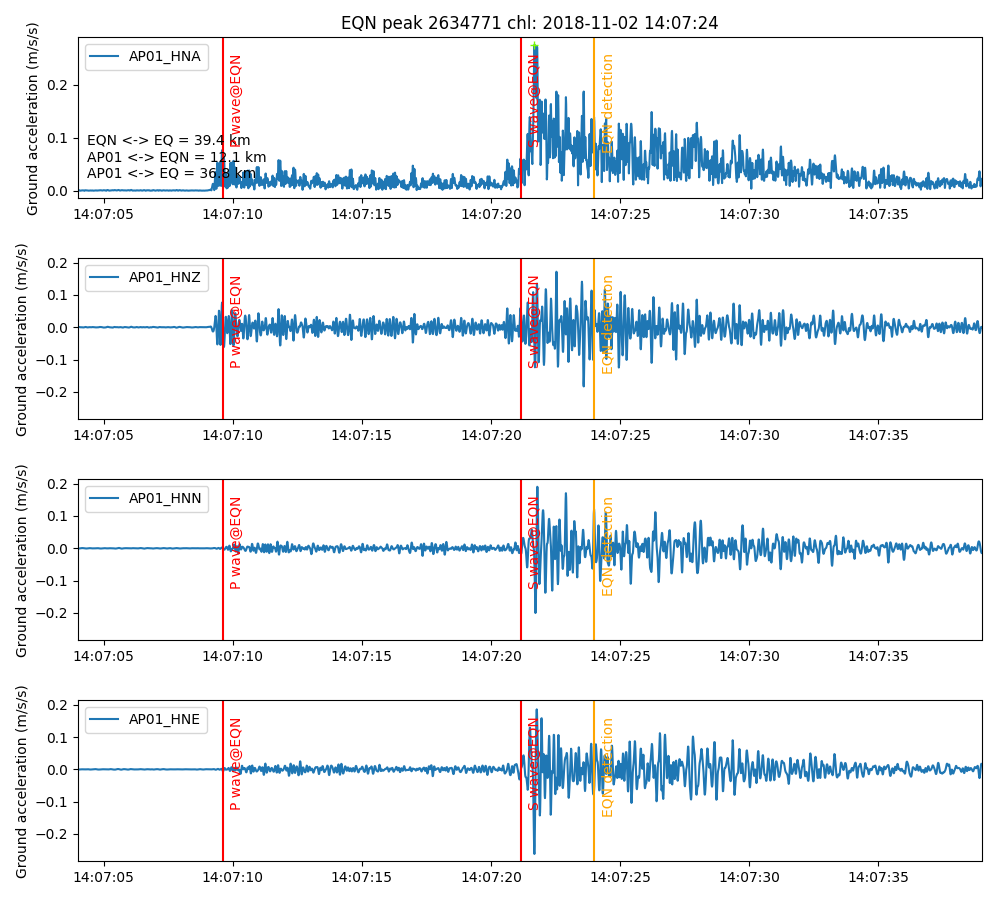 EQN peak 2634771 chl: 2018-11-02 14:07:24
Ground acceleration (m/s/s)
AP01_HNA
P wave@EQN
S wave@EQN
EQN detection
EQN <-> EQ = 39.4 km
AP01 <-> EQN = 12.1 km
AP01 <-> EQ = 36.8 km
0.2
0.1
0.0
14:07:05 14:07:10 14:07:15 14:07:20 14:07:25 14:07:30 14:07:35
Ground acceleration (m/s/s)
AP01_HNZ
P wave@EQN
S wave@EQN
EQN detection
0.2
0.1
0.0
−0.1
−0.2
14:07:05 14:07:10 14:07:15 14:07:20 14:07:25 14:07:30 14:07:35
Ground acceleration (m/s/s)
AP01_HNN
P wave@EQN
S wave@EQN
EQN detection
0.2
0.1
0.0
−0.1
−0.2
14:07:05 14:07:10 14:07:15 14:07:20 14:07:25 14:07:30 14:07:35
Ground acceleration (m/s/s)
AP01_HNE
P wave@EQN
S wave@EQN
EQN detection
0.2
0.1
0.0
−0.1
−0.2
14:07:05 14:07:10 14:07:15 14:07:20 14:07:25 14:07:30 14:07:35